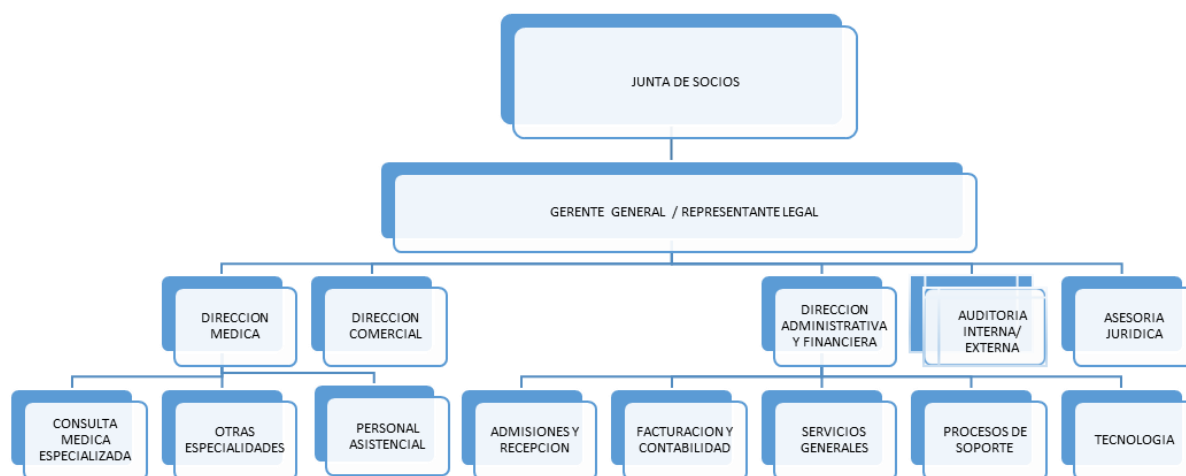 JUNTA DE SOCIOS
GERENTE GENERAL / REPRESENTANTE LEGAL
DIRECCION
MEDICA
DIRECCION
COMERCIAL
DIRECCION
ADMINISTRATIVA
Y FINANCIERA
AUDITORIA
INTERNA/
EXTERNA
ASESORIA
JURIDICA
CONSULTA
MEDICA
ESPECIALIZADA
OTRAS
ESPECIALIDADES
PERSONAL
ASISTENCIAL
ADMISIONES Y
RECEPCION
FACTURACION Y
CONTABILIDAD
SERVICIOS
GENERALES
PROCESOS DE
SOPORTE
TECNOLOGIA